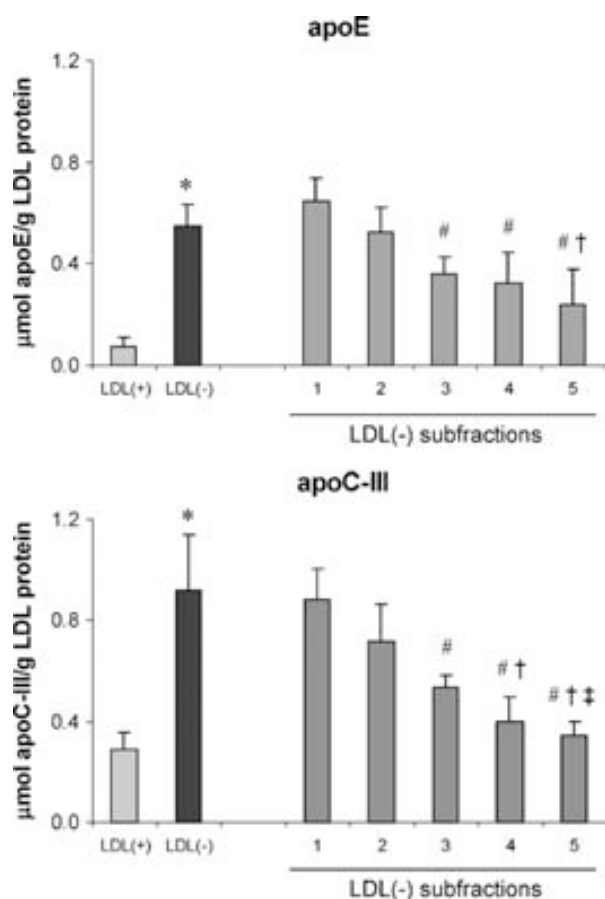 apoE
µmol apoE/g LDL protein
1.2
0.8
0.4
0.0
*
# # # †
LDL(+) LDL(-) 1 2 3 4 5
LDL(-) subfractions
apoC-III
µmol apoC-III/g LDL protein
1.2
0.8
0.4
0.0
*
# # † # † ‡
LDL(+) LDL(-) 1 2 3 4 5
LDL(-) subfractions